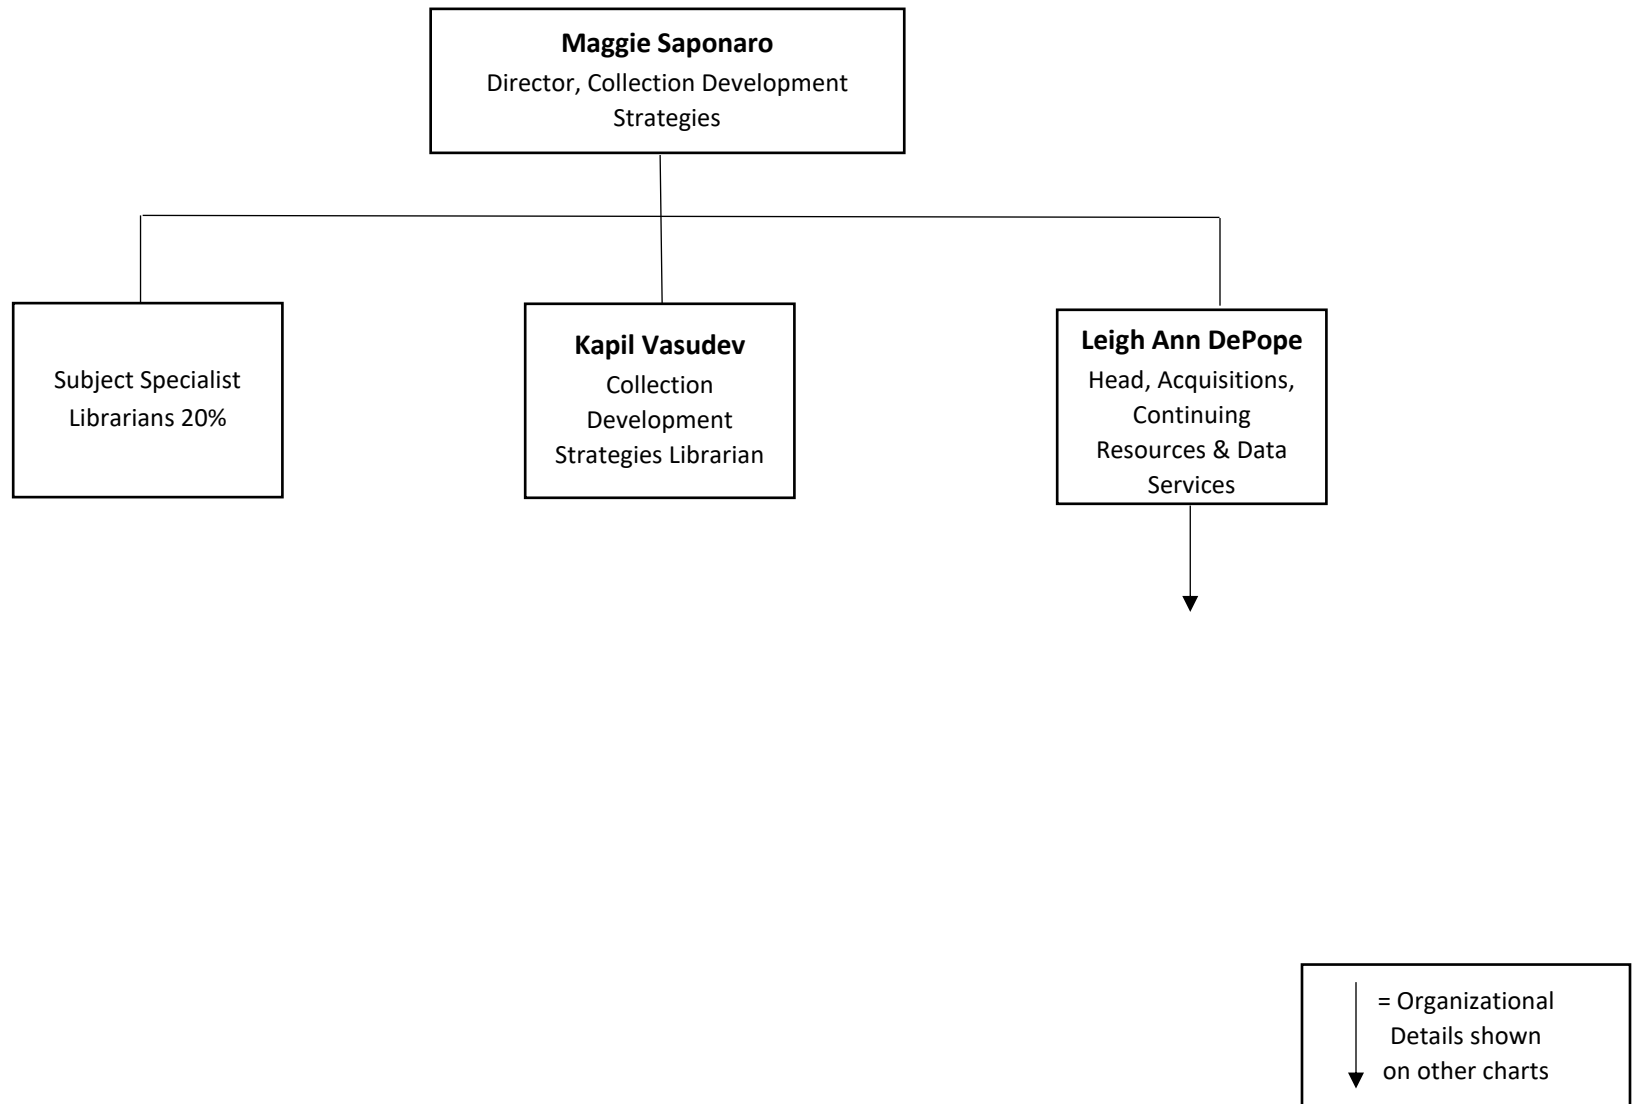 Maggie Saponaro
Director, Collection Development
Strategies
Subject Specialist
Librarians 20%
Kapil Vasudev
Collection
Development
Strategies Librarian
Leigh Ann DePope
Head, Acquisitions,
Continuing
Resources & Data
Services
= Organizational
Details shown
on other charts